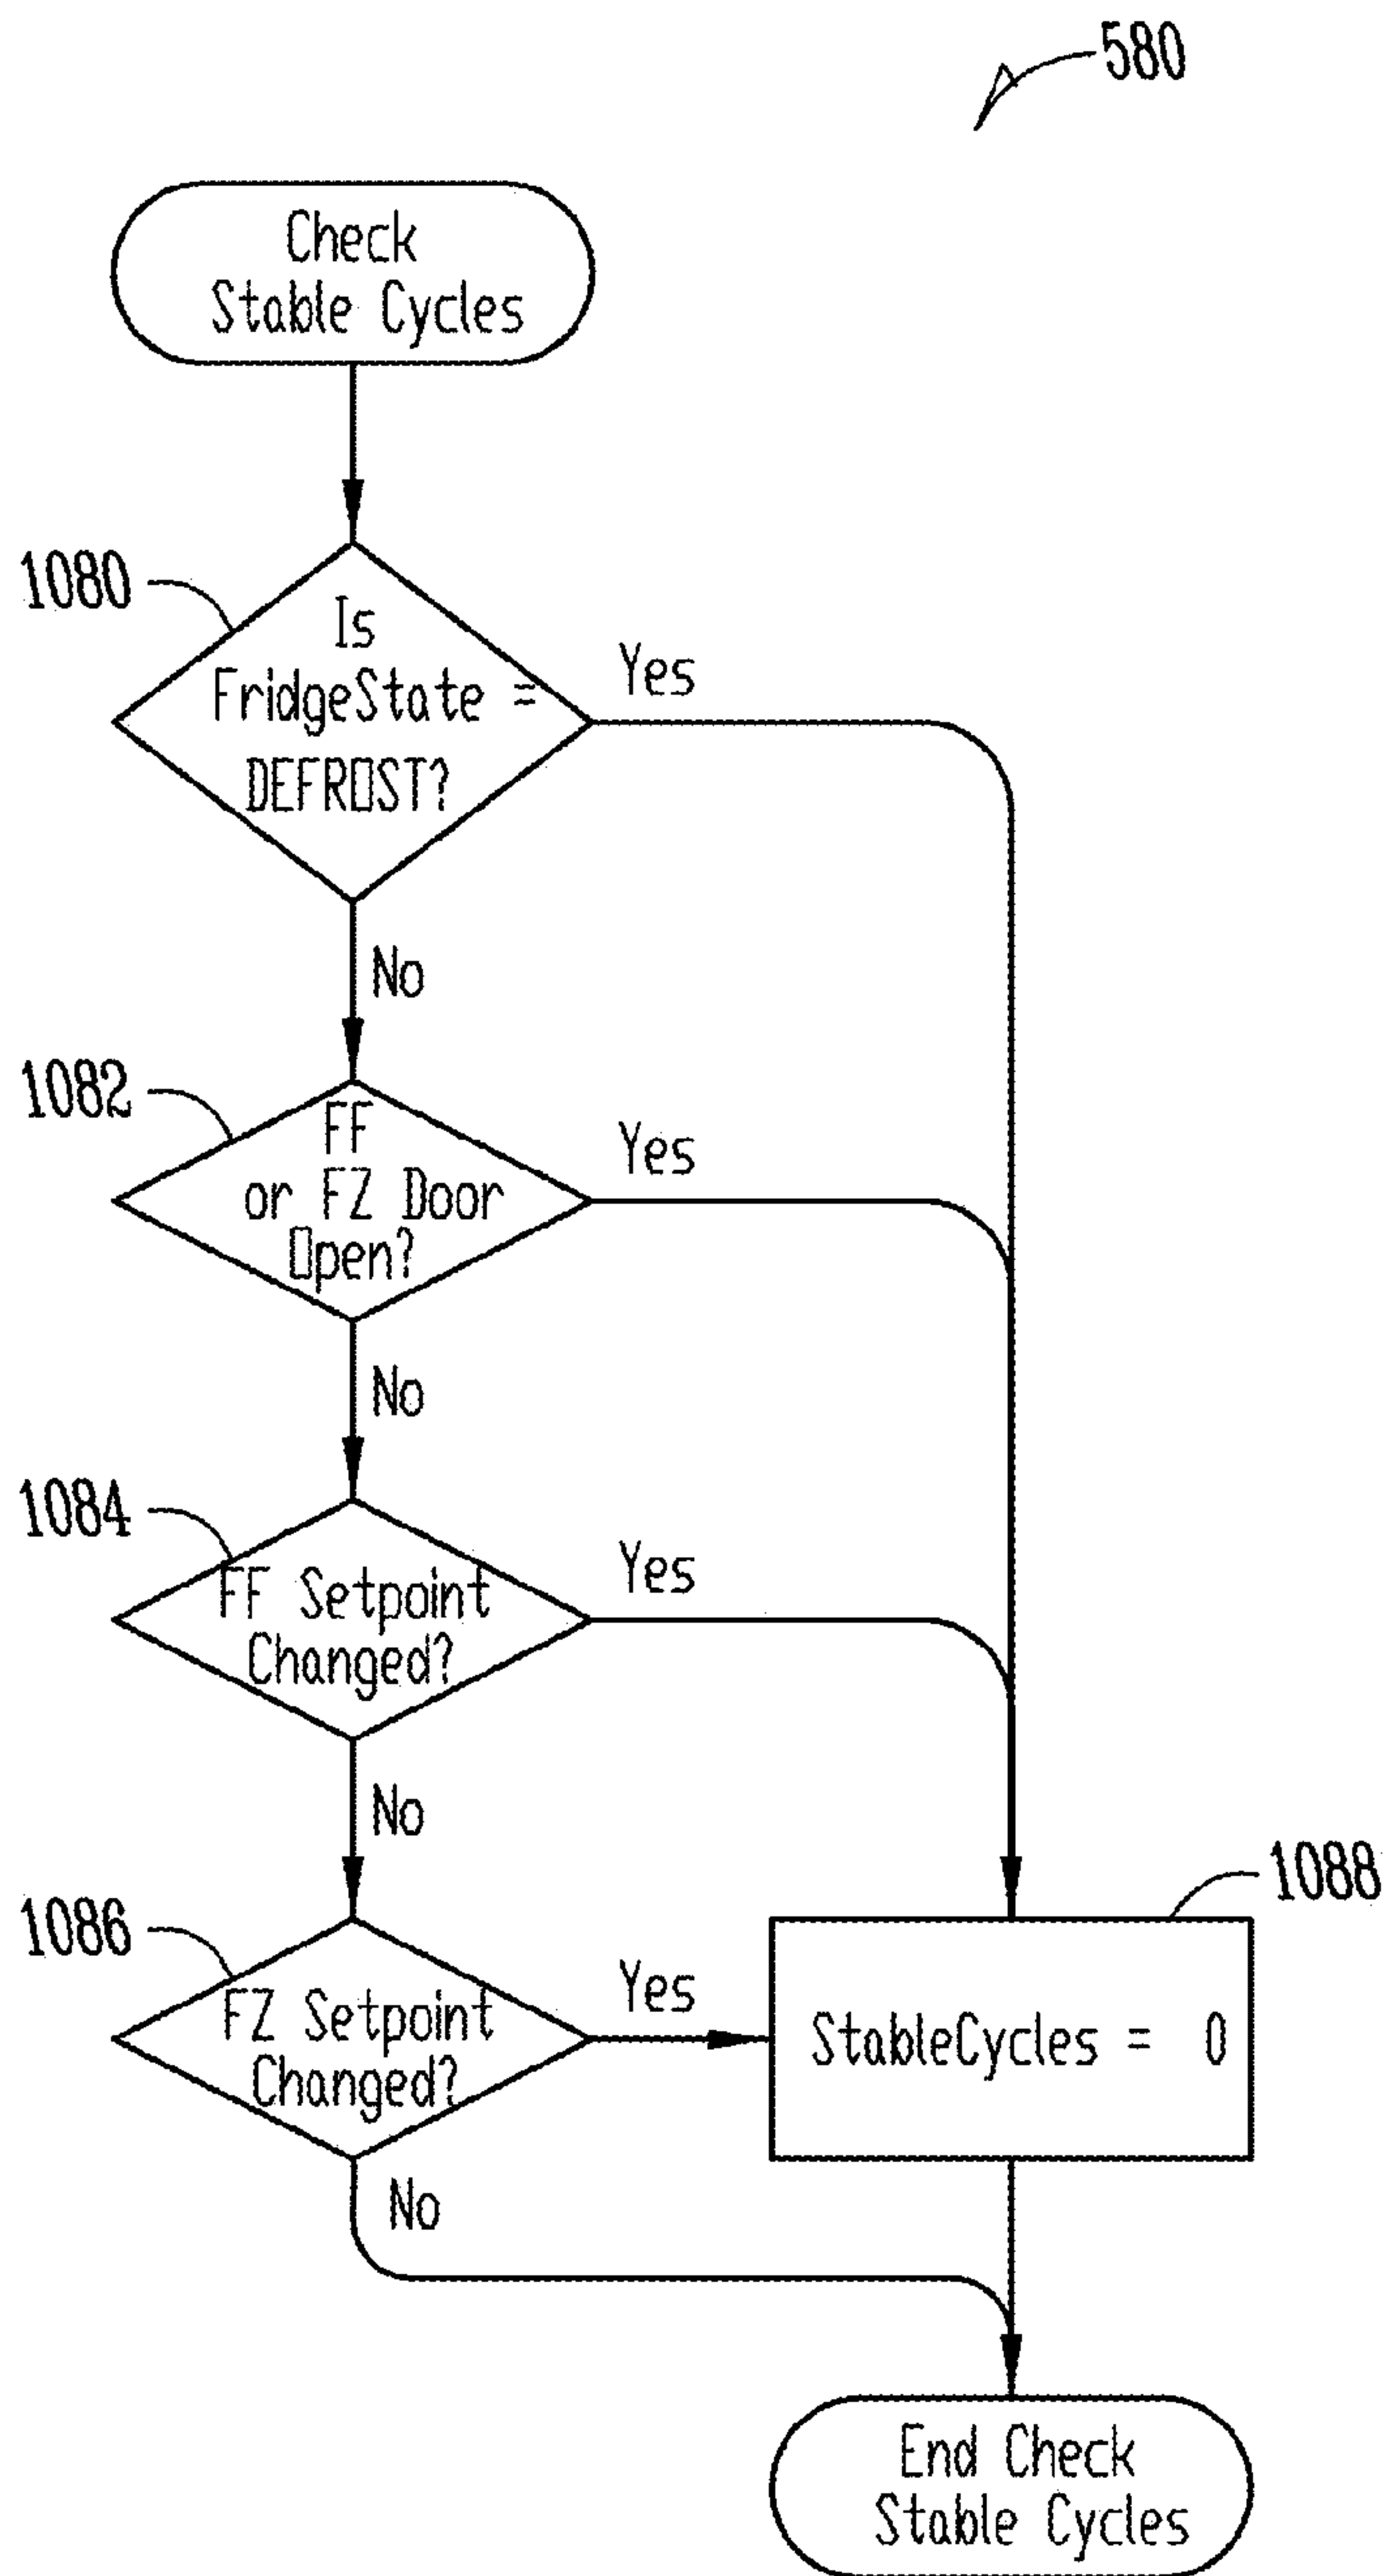 580
Check
Stable Cycles
1080
Is
FridgeState =
DEFROST?
Yes
No
1082
FF
or FZ Door
Open?
Yes
No
1084
FF Setpoint
Changed?
Yes
No
1086
FZ Setpoint
Changed?
Yes
1088
StableCycles = 0
No
End Check
Stable Cycles